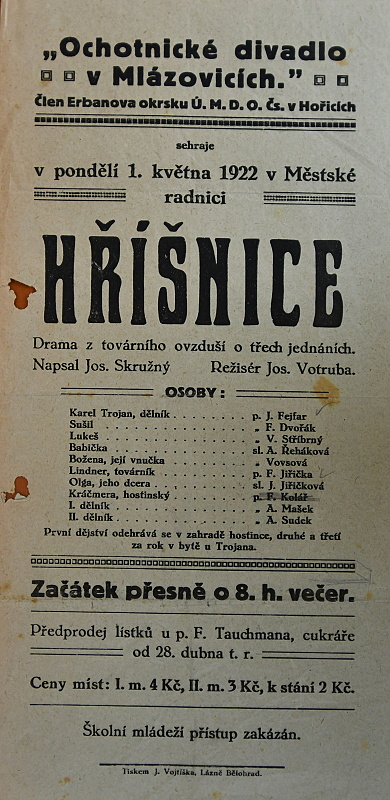 „Ochotnické divadlo
v Mlázovicích.”
Člen Erbanova okrsku Ú. M. D. O. Čs. v Hořicích
sehraje
v pondělí 1. května 1922 v Městské
radnici
HŘÍŠNICE
Drama z továrního ovzduší o třech jednáních.
Napsal Jos. Skružný Režisér Jos. Votruba.
OSOBY:
Karel Trojan, dělník . . . . . . . . . p. J. Fejfar
Sušil . . . . . . . . . . . . . . „ F. Dvořák
Lukeš . . . . . . . . . . . . . . „ V. Stříbrný
Babička . . . . . . . . . . . . . sl. A. Řeháková
Božena, její vnučka . . . . . . . . . „ Vovsová
Lindner, továrník . . . . . . . . . . p. F. Jiřička
Olga, jeho dcera . . . . . . . . . . sl. J. Jiřičková
Kráčmera, hostinský . . . . . . . . . p. F. Kolář
I. dělník . . . . . . . . . . . . . „ A. Mašek
II. dělník . . . . . . . . . . . . . „ A. Sudek
První dějství odehrává se v zahradě hostince, druhé a třetí
za rok v bytě u Trojana.
Začátek přesně o 8. h. večer.
Předprodej lístků u p. F. Tauchmana, cukráře
od 28. dubna t. r.
Ceny míst: I. m. 4 Kč, II. m. 3 Kč, k stání 2 Kč.
Školní mládeží přístup zakázán.
Tiskem J. Vojtíška, Lázně Bělohrad.